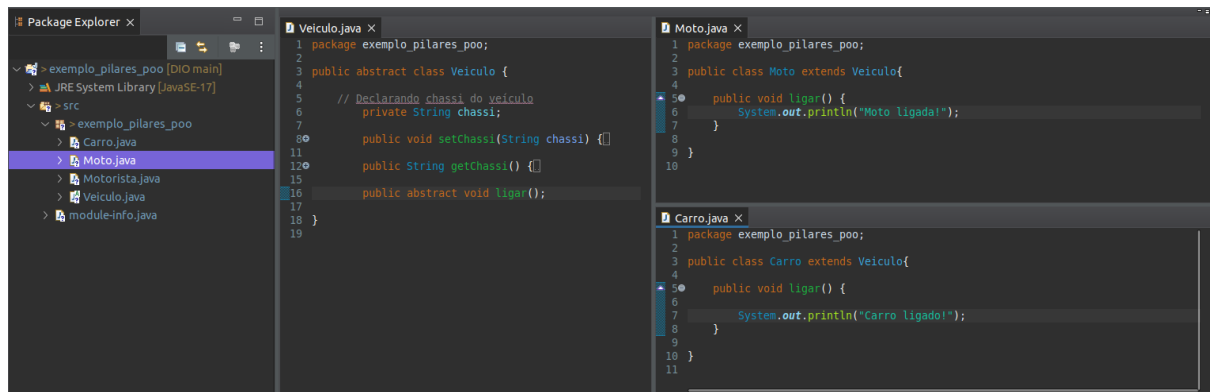 Package Explorer
> exemplo_pilares_poo [DIO main]
JRE System Library [JavaSE-17]
> src
> exemplo_pilares_poo
Carro.java
Moto.java
Motorista.java
Veiculo.java
module-info.java
Veiculo.java
1 package exemplo_pilares_poo;
2
3 public abstract class Veiculo {
4
5 // Declarando chassi do veiculo
6 private String chassi;
7
8 public void setChassi(String chassi) {
11
12 public String getChassi() {
15
16 public abstract void ligar();
17
18 }
19
Moto.java
1 package exemplo_pilares_poo;
2
3 public class Moto extends Veiculo{
4
5 public void ligar() {
6 System.out.println("Moto ligada!");
7 }
8
9 }
10
Carro.java
1 package exemplo_pilares_poo;
2
3 public class Carro extends Veiculo{
4
5 public void ligar() {
6
7 System.out.println("Carro ligado!");
8 }
9
10 }
11